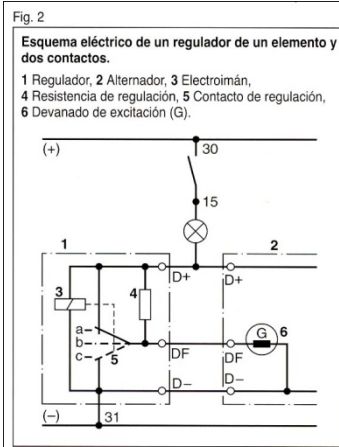 Fig. 2
Esquema eléctrico de un regulador de un elemento y
dos contactos.
1 Regulador, 2 Alternador, 3 Electroimán,
4 Resistencia de regulación, 5 Contacto de regulación,
6 Devanado de excitación (G).
(+)
30
15
1
2
D+
D+
3
4
a
b
c
5
G
6
DF
DF
D–
D–
(–)
31